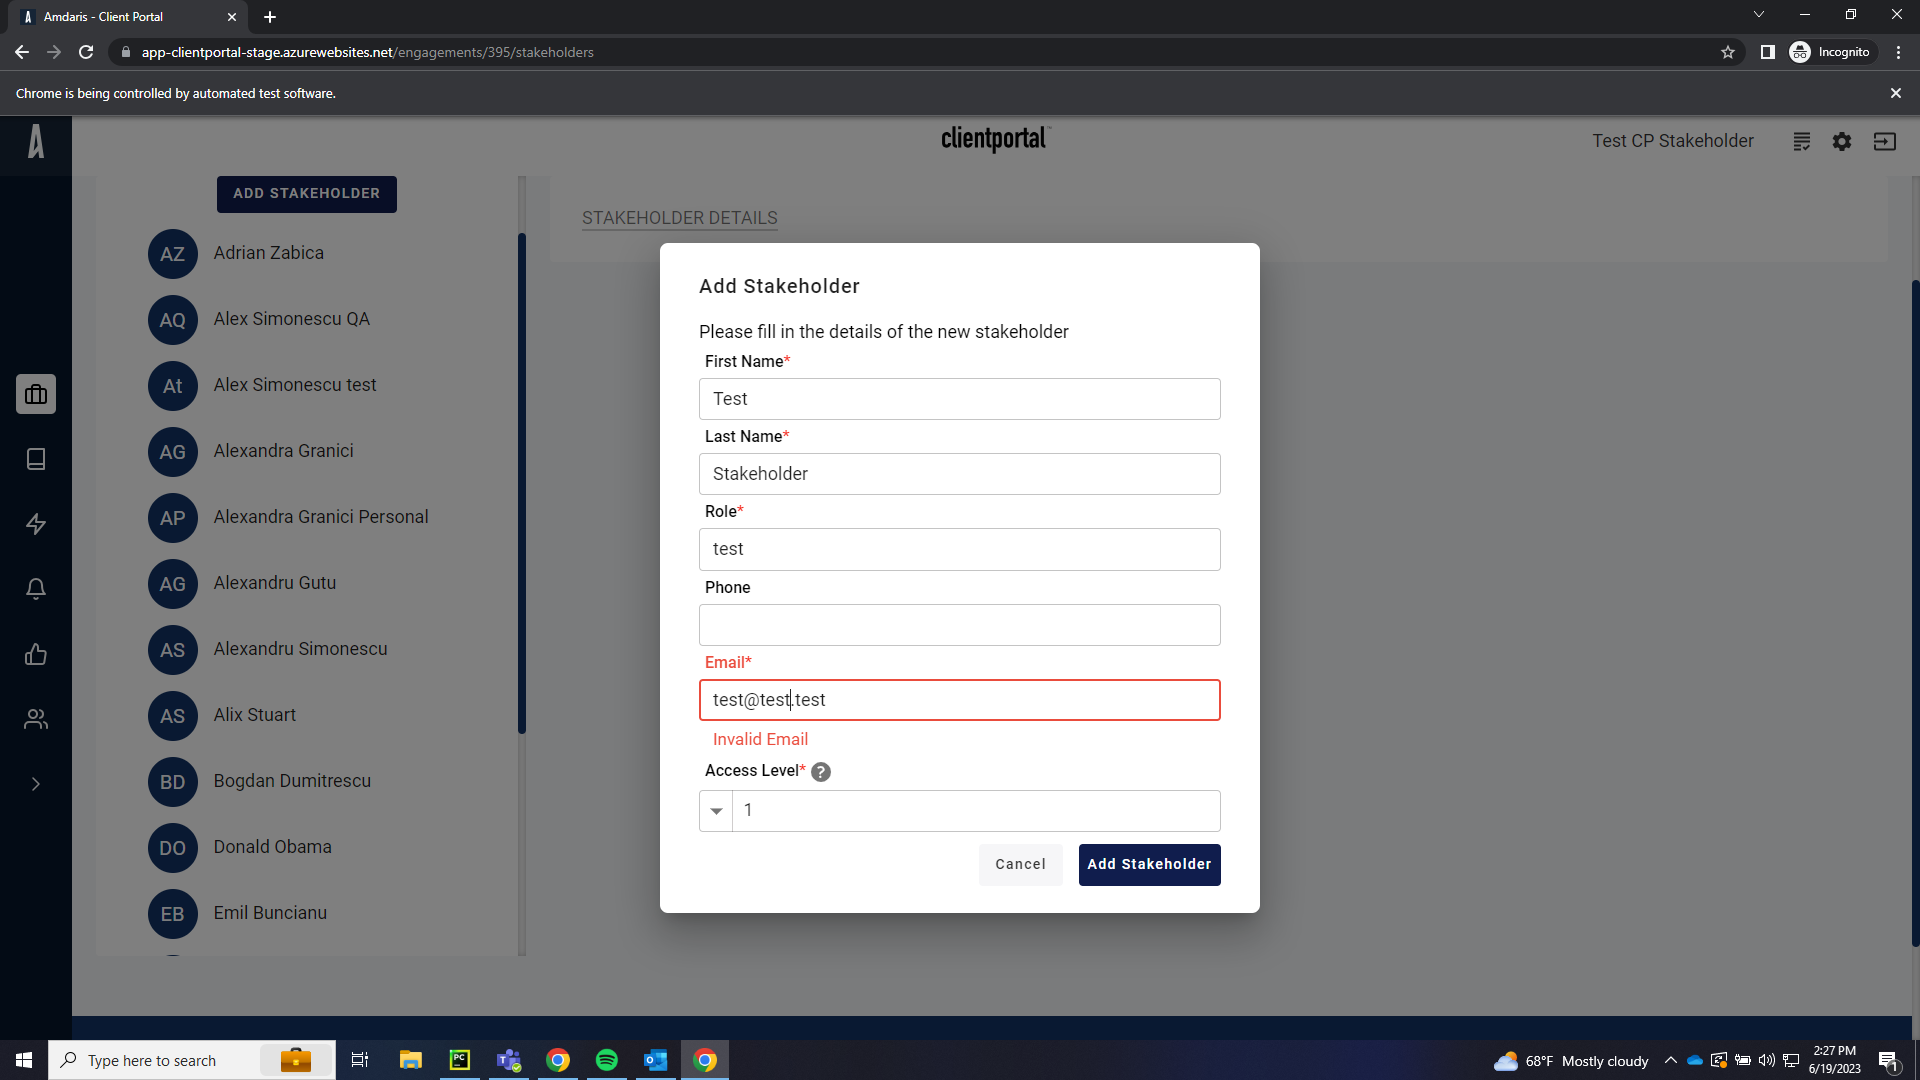 Amdaris - Client Portal
app-clientportal-stage.azurewebsites.net/engagements/395/stakeholders
Incognito
Chrome is being controlled by automated test software.
clientportal
Test CP Stakeholder
ADD STAKEHOLDER
STAKEHOLDER DETAILS
AZ Adrian Zabica
AQ Alex Simonescu QA
At Alex Simonescu test
AG Alexandra Granici
AP Alexandra Granici Personal
AG Alexandru Gutu
AS Alexandru Simonescu
AS Alix Stuart
BD Bogdan Dumitrescu
DO Donald Obama
EB Emil Buncianu
Add Stakeholder
Please fill in the details of the new stakeholder
First Name*
Test
Last Name*
Stakeholder
Role*
test
Phone
Email*
test@test.test
Invalid Email
Access Level* ?
1
Cancel
Add Stakeholder
Type here to search
68°F Mostly cloudy
2:27 PM
6/19/2023
1